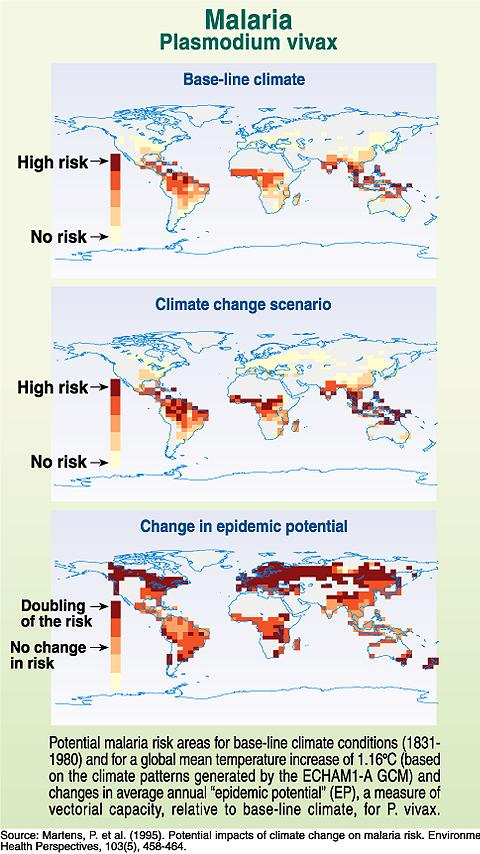 Malaria
Plasmodium vivax
Base-line climate
High risk
No risk
Climate change scenario
High risk
No risk
Change in epidemic potential
Doubling
of the risk
No change
in risk
Potential malaria risk areas for base-line climate conditions (1831-
1980) and for a global mean temperature increase of 1.16ºC (based
on the climate patterns generated by the ECHAM1-A GCM) and
changes in average annual “epidemic potential” (EP), a measure of
vectorial capacity, relative to base-line climate, for P. vivax.
Source: Martens, P. et al. (1995). Potential impacts of climate change on malaria risk. Environme
Health Perspectives, 103(5), 458-464.